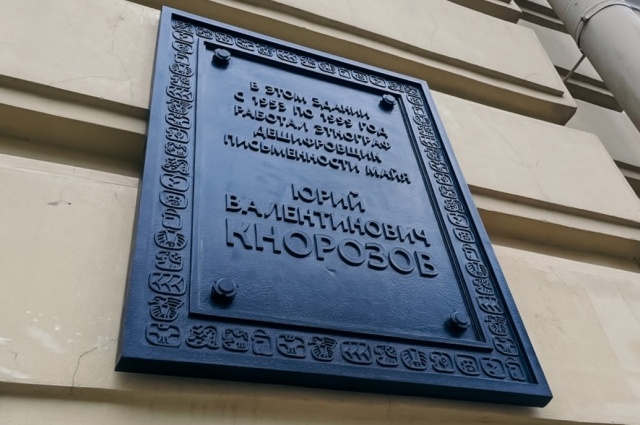 В ЭТОМ ЗДАНИИ
С 1953 ПО 1999 ГОД
РАБОТАЛ ЭТНОГРАФ
ДЕШИФРОВЩИК
ПИСЬМЕННОСТИ МАЙЯ
ЮРИЙ
ВАЛЕНТИНОВИЧ
КНОРОЗОВ